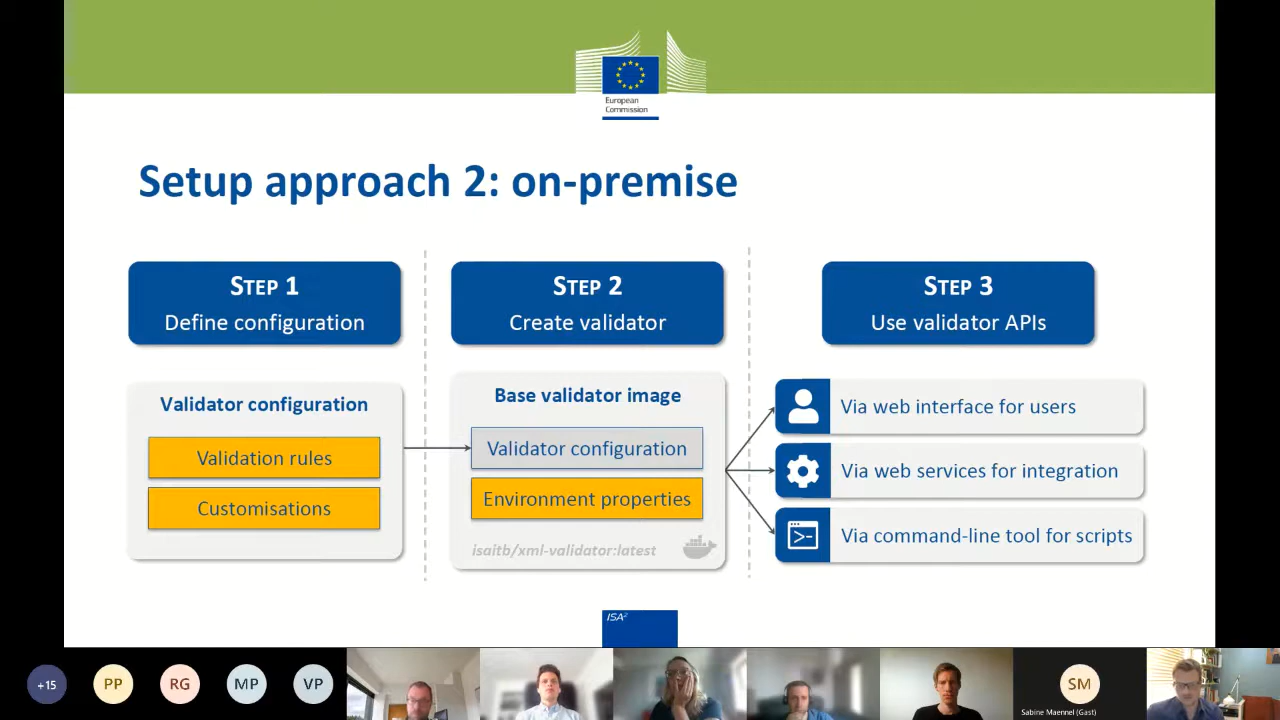 European
Commission
Setup approach 2: on-premise
STEP 1
Define configuration
STEP 2
Create validator
STEP 3
Use validator APIs
Validator configuration
Validation rules
Customisations
Base validator image
Validator configuration
Environment properties
isaitb/xml-validator:latest
Via web interface for users
Via web services for integration
Via command-line tool for scripts
ISA²
+15
PP
RG
MP
VP
SM
Sabine Maennel (Gast)